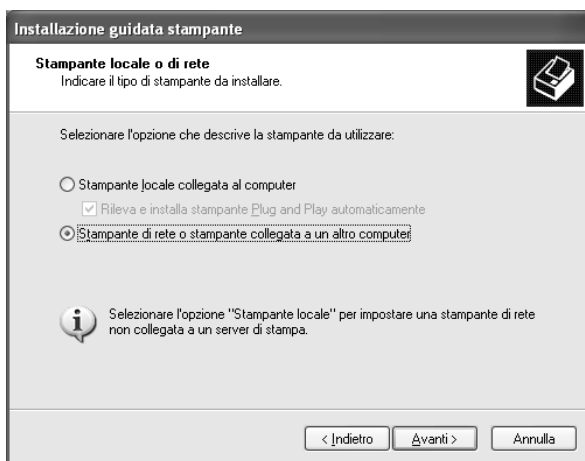 Installazione guidata stampante
Stampante locale o di rete
Indicare il tipo di stampante da installare.
Selezionare l'opzione che descrive la stampante da utilizzare:
Stampante locale collegata al computer
Rileva e installa stampante Plug and Play automaticamente
Stampante di rete o stampante collegata a un altro computer
Selezionare l'opzione "Stampante locale" per impostare una stampante di rete
non collegata a un server di stampa.
< Indietro Avanti > Annulla